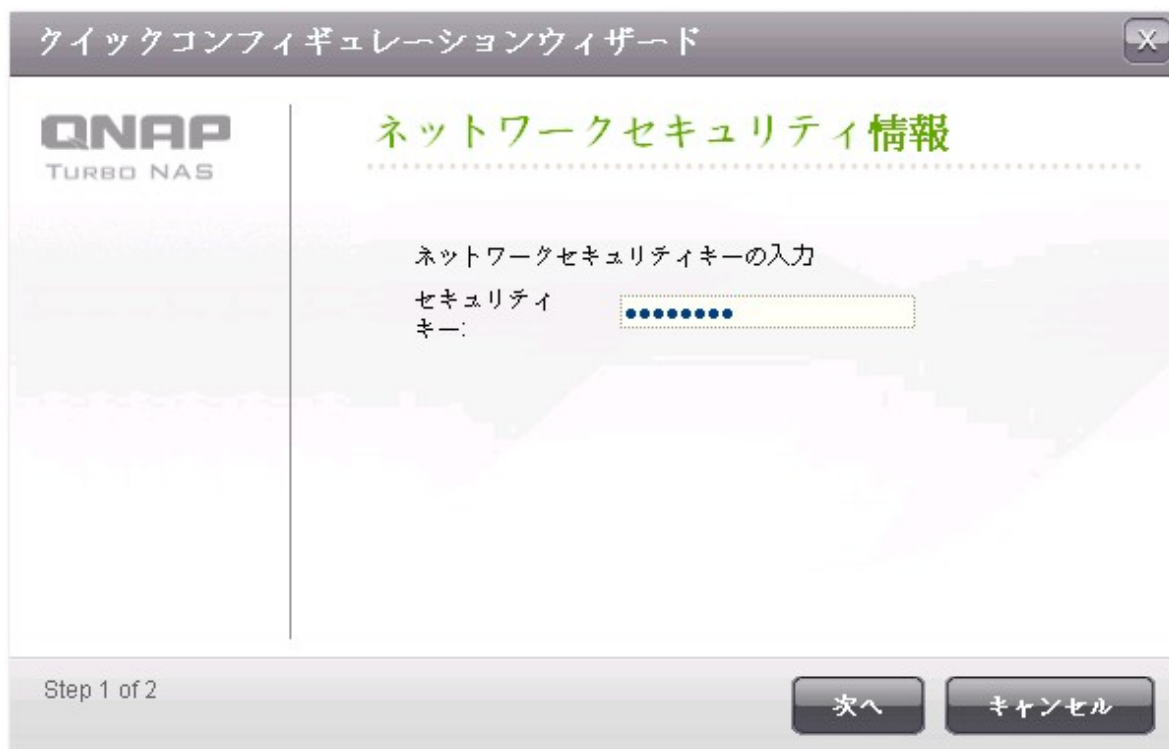 クイックコンフィギュレーションウィザード
X
QNAP
TURBO NAS
ネットワークセキュリティ情報
ネットワークセキュリティキーの入力
セキュリティ
キー:
••••••••
Step 1 of 2
次へ
キャンセル